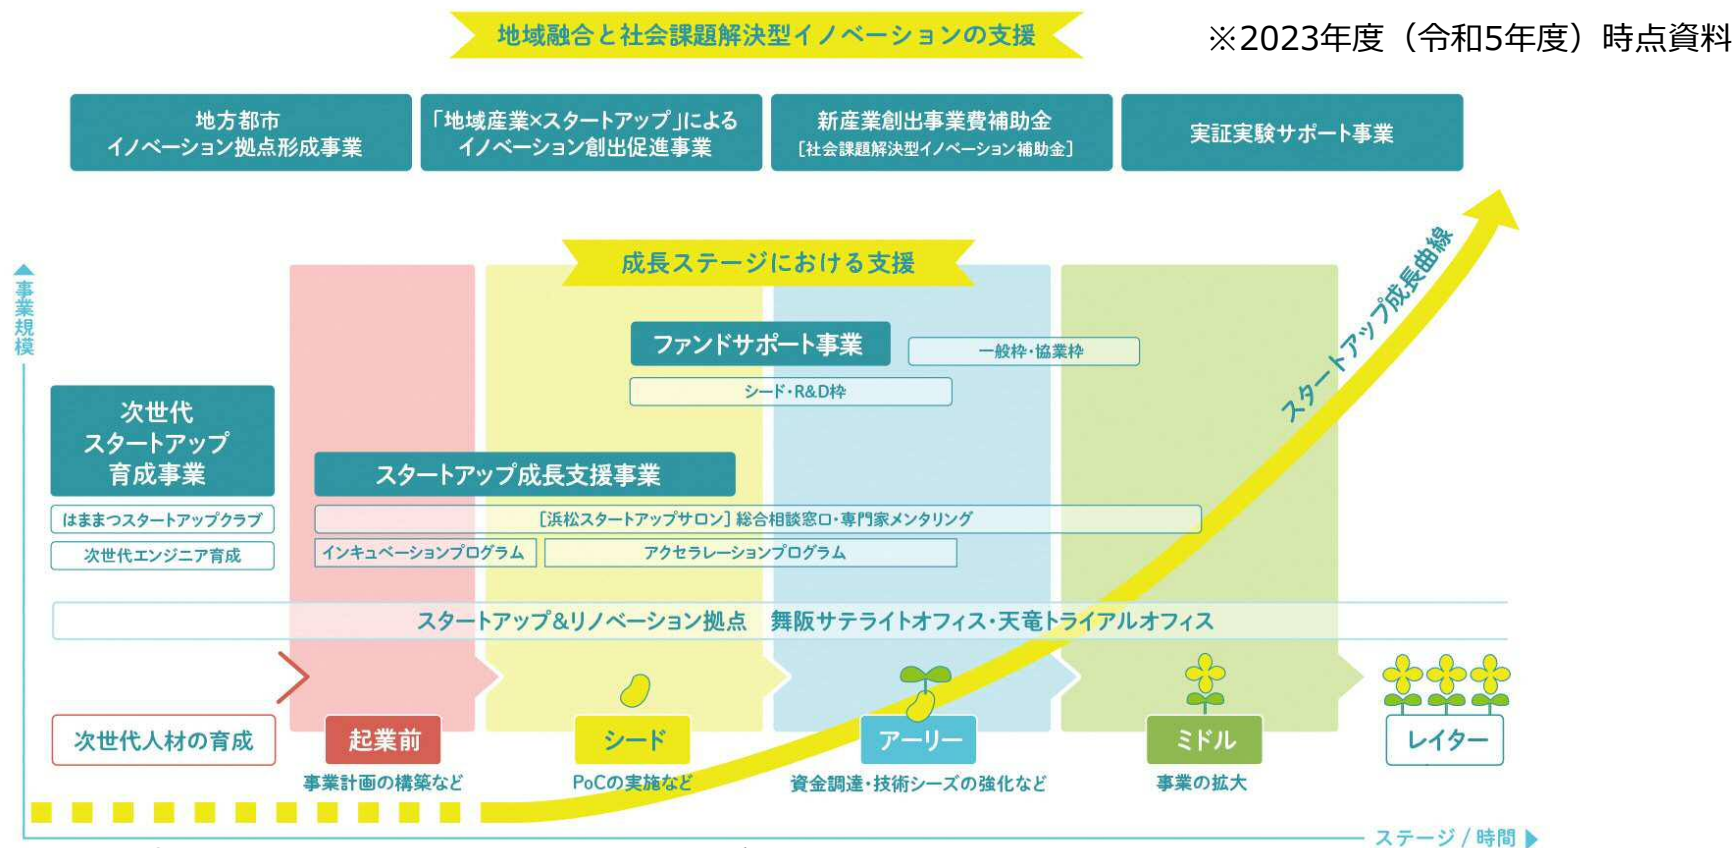 地域融合と社会課題解決型イノベーションの支援
※2023年度（令和5年度）時点資料
地方都市
イノベーション拠点形成事業
「地域産業×スタートアップ」による
イノベーション創出促進事業
新産業創出事業費補助金
[社会課題解決型イノベーション補助金]
実証実験サポート事業
成長ステージにおける支援
事業規模
スタートアップ成長曲線
ファンドサポート事業
一般枠・協業枠
シード・R&D枠
次世代
スタートアップ
育成事業
はままつスタートアップクラブ
次世代エンジニア育成
スタートアップ成長支援事業
[浜松スタートアップサロン] 総合相談窓口・専門家メンタリング
インキュベーションプログラム
アクセラレーションプログラム
スタートアップ&リノベーション拠点　舞阪サテライトオフィス・天竜トライアルオフィス
次世代人材の育成
起業前
シード
アーリー
ミドル
レイター
事業計画の構築など
PoCの実施など
資金調達・技術シーズの強化など
事業の拡大
ステージ / 時間